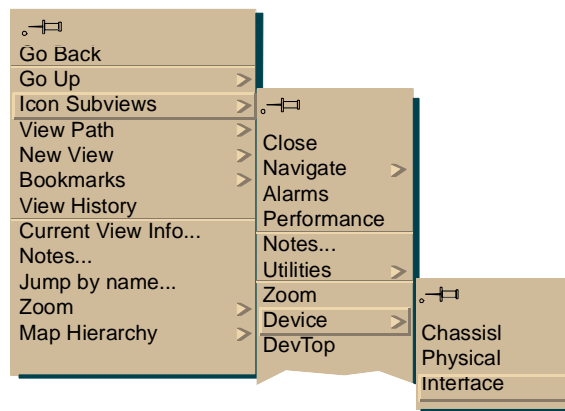 Go Back
Go Up
Icon Subviews
View Path
New View
Bookmarks
View History
Current View Info...
Notes...
Jump by name...
Zoom
Map Hierarchy
Close
Navigate
Alarms
Performance
Notes...
Utilities
Zoom
Device
DevTop
Chassisl
Physical
Interface